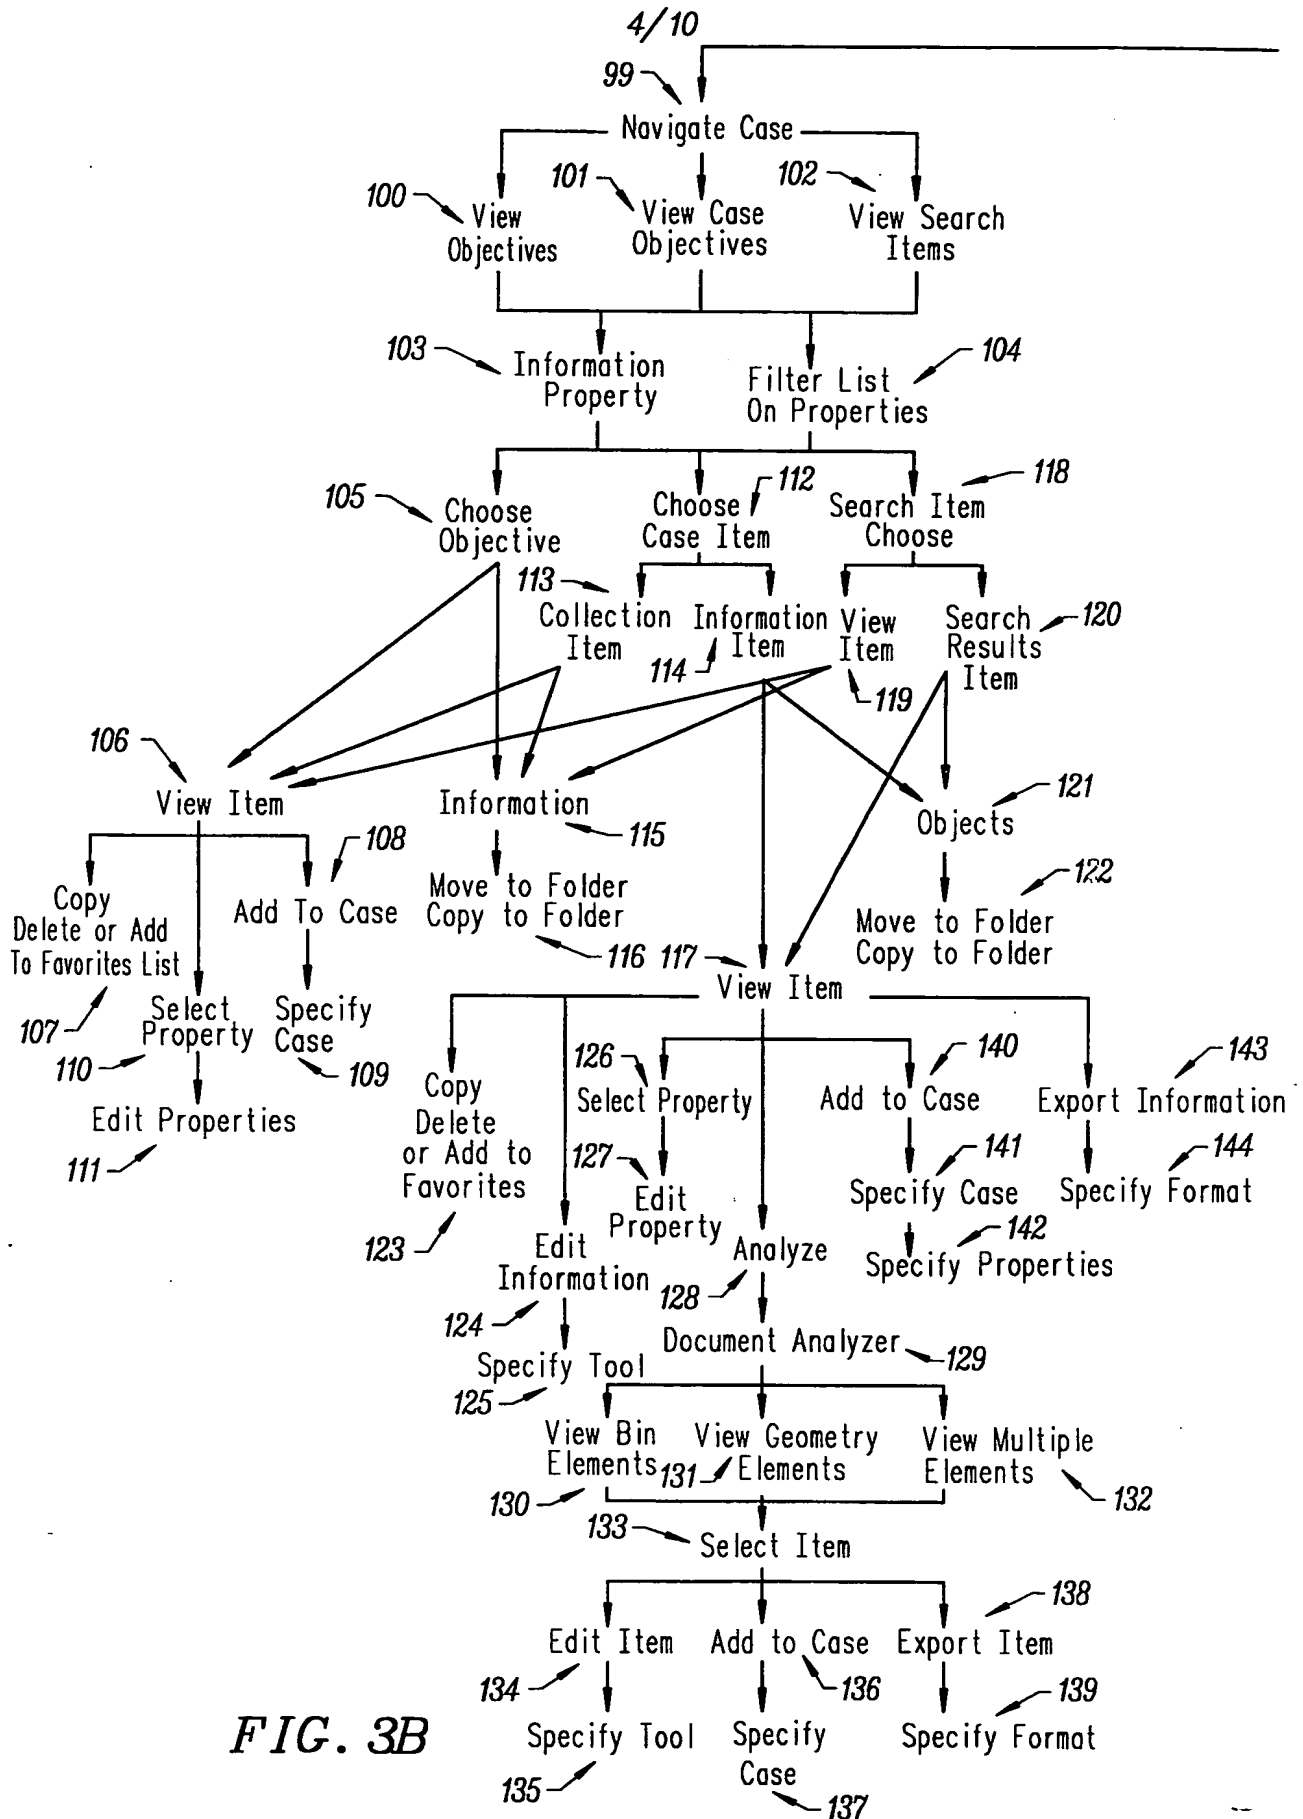 4/10
99
Navigate Case
100
View
Objectives
101
View Case
Objectives
102
View Search
Items
103
Information
Property
104
Filter List
On Properties
105
Choose
Objective
112
Choose
Case Item
118
Search Item
Choose
113
Collection
Item
Information
Item
114
View
Item
119
Search
Results
Item
120
106
View Item
Information
115
121
Objects
108
Copy
Delete or Add
To Favorites List
107
Add To Case
Move to Folder
Copy to Folder
116
122
Move to Folder
Copy to Folder
117
View Item
Select
Property
110
Specify
Case
109
Edit Properties
111
Copy
Delete
or Add to
Favorites
123
126
Select Property
127
Edit
Property
140
Add to Case
141
Specify Case
142
Specify Properties
143
Export Information
144
Specify Format
Edit
Information
124
Specify Tool
125
Analyze
128
Document Analyzer
129
View Bin
Elements
130
View Geometry
Elements
131
View Multiple
Elements
132
133
Select Item
Edit Item
134
Add to Case
136
138
Export Item
Specify Tool
135
Specify
Case
137
139
Specify Format
FIG. 3B